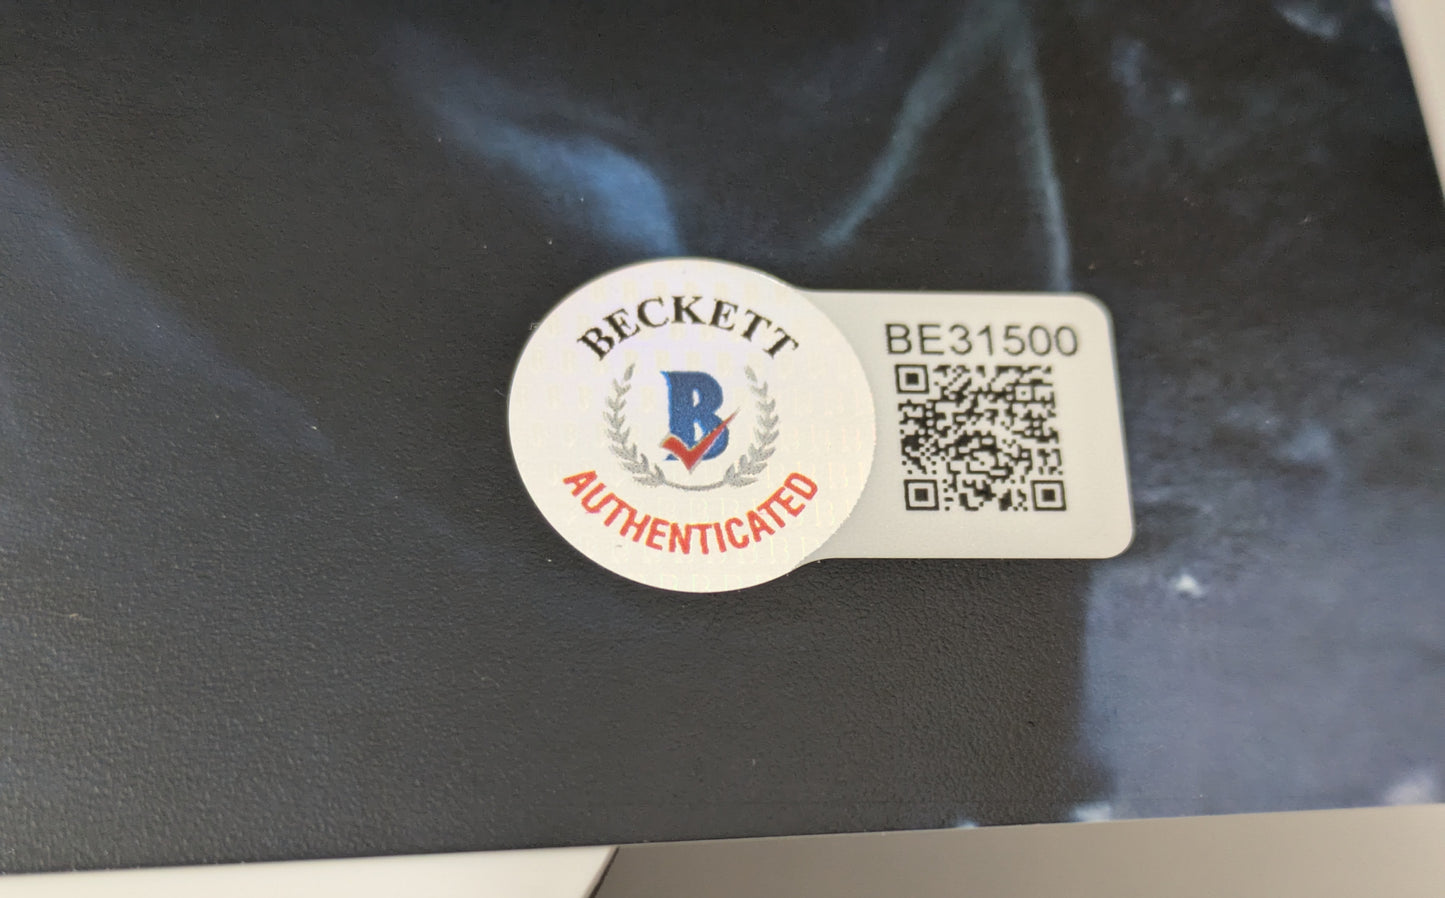 BECKETT
B
AUTHENTICATED
BE31500